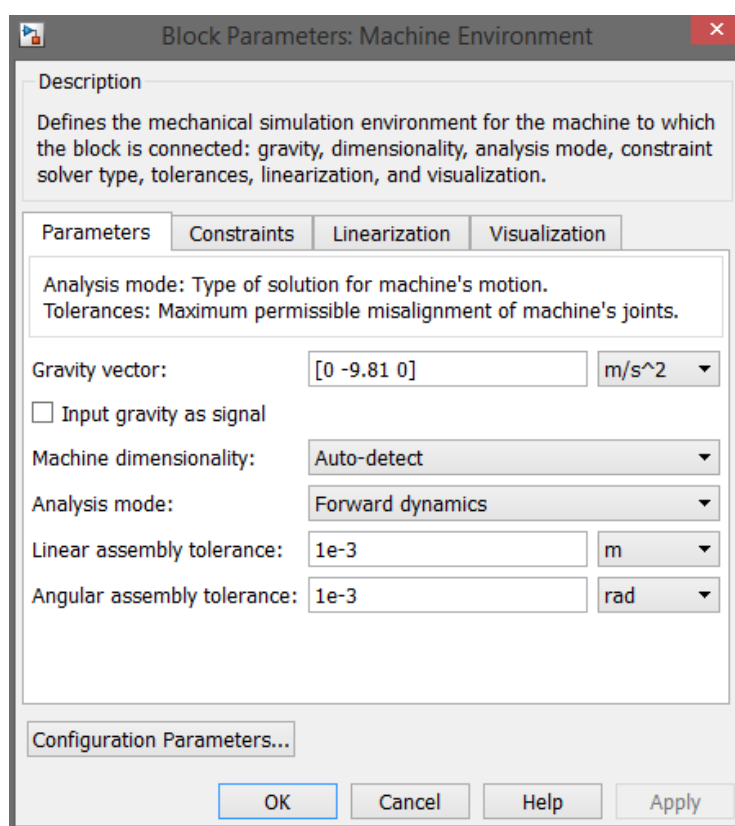 Block Parameters: Machine Environment
Description
Defines the mechanical simulation environment for the machine to which
the block is connected: gravity, dimensionality, analysis mode, constraint
solver type, tolerances, linearization, and visualization.
Parameters Constraints Linearization Visualization
Analysis mode: Type of solution for machine's motion.
Tolerances: Maximum permissible misalignment of machine's joints.
Gravity vector: [0 -9.81 0] m/s^2
Input gravity as signal
Machine dimensionality: Auto-detect
Analysis mode: Forward dynamics
Linear assembly tolerance: 1e-3 m
Angular assembly tolerance: 1e-3 rad
Configuration Parameters...
OK Cancel Help Apply